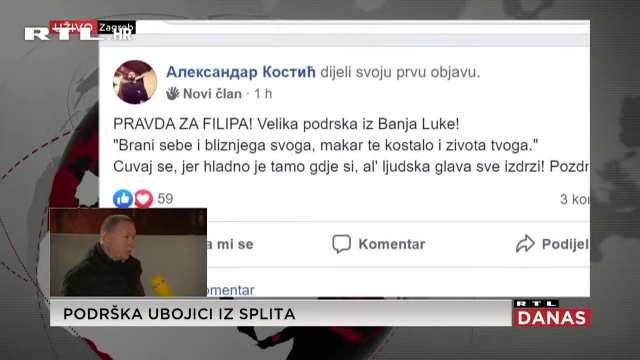 UŽIVO Zagreb
RTL.HR
Александар Костић dijeli svoju prvu objavu.
Novi član · 1 h
PRAVDA ZA FILIPA! Velika podrska iz Banja Luke!
"Brani sebe i bliznjega svoga, makar te kostalo i zivota tvoga."
Cuvaj se, jer hladno je tamo gdje si, al' ljudska glava sve izdrzi! Pozdr
59
3 kon
a mi se Komentar Podijel
omentar
PODRŠKA UBOJICI IZ SPLITA
RTL
DANAS